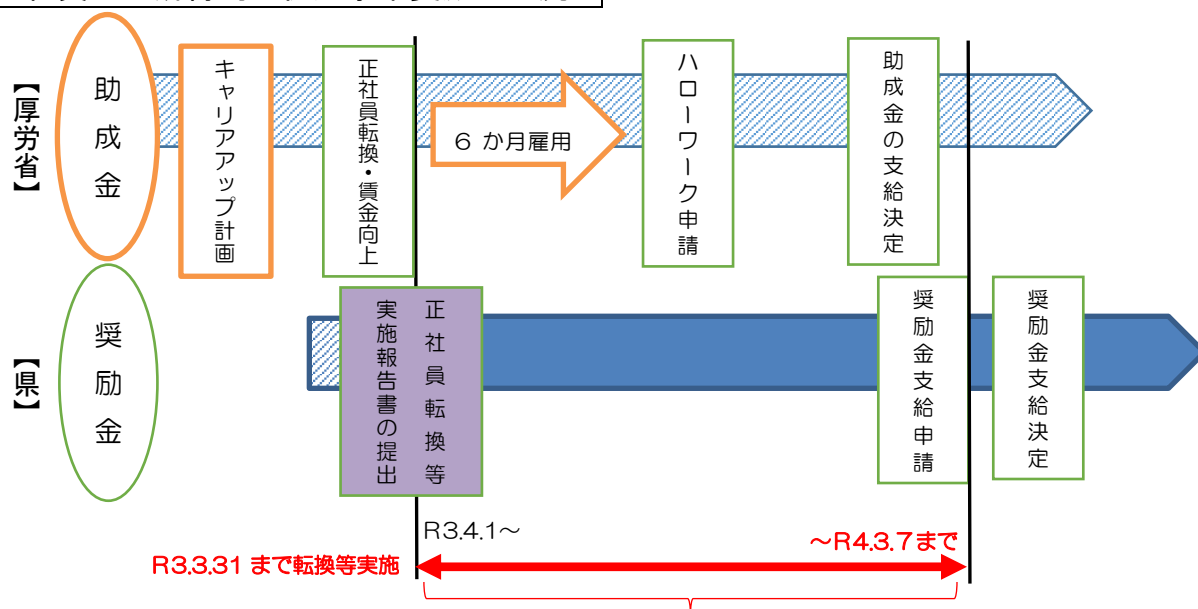 【厚労省】
助成金
キャリアアップ計画
正社員転換・賃金向上
6 か月雇用
ハローワーク申請
助成金の支給決定
【県】
奨励金
正社員転換等
実施報告書の提出
奨励金支給申請
奨励金支給決定
R3.4.1～
～R4.3.7まで
R3.3.31 まで転換等実施